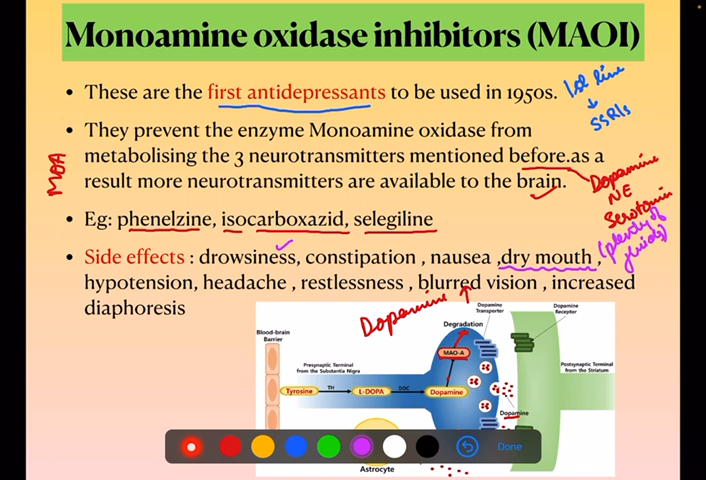 Monoamine oxidase inhibitors (MAOI)
• These are the first antidepressants to be used in 1950s.
1st line
↓
SSRIs
• They prevent the enzyme Monoamine oxidase from
metabolising the 3 neurotransmitters mentioned before.as a
result more neurotransmitters are available to the brain.
MOA
Dopamine
NE
Serotonin
(plenty of
fluids)
• Eg: phenelzine, isocarboxazid, selegiline
• Side effects : drowsiness, constipation , nausea ,dry mouth ,
hypotension, headache , restlessness , blurred vision , increased
diaphoresis
Dopamine ↑
Blood-brain
Barrier
Presynaptic Terminal
from the Substantia Nigra
Degradation
Dopamine
Transporter
Dopamine
Receptor
MAO-A
Postsynaptic Terminal
from the Striatum
Tyrosine
TH
L-DOPA
DDC
Dopamine
Dopamine
Astrocyte
Done